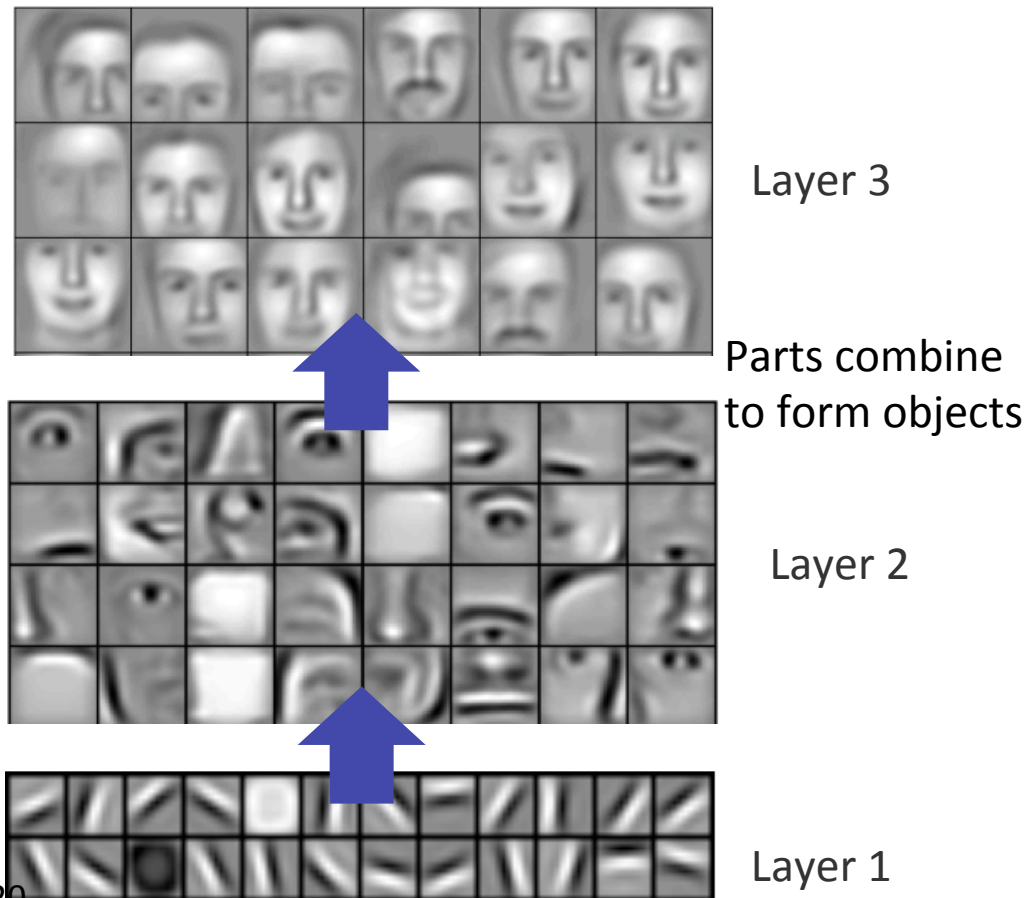 Layer 3
Parts combine
to form objects
Layer 2
Layer 1